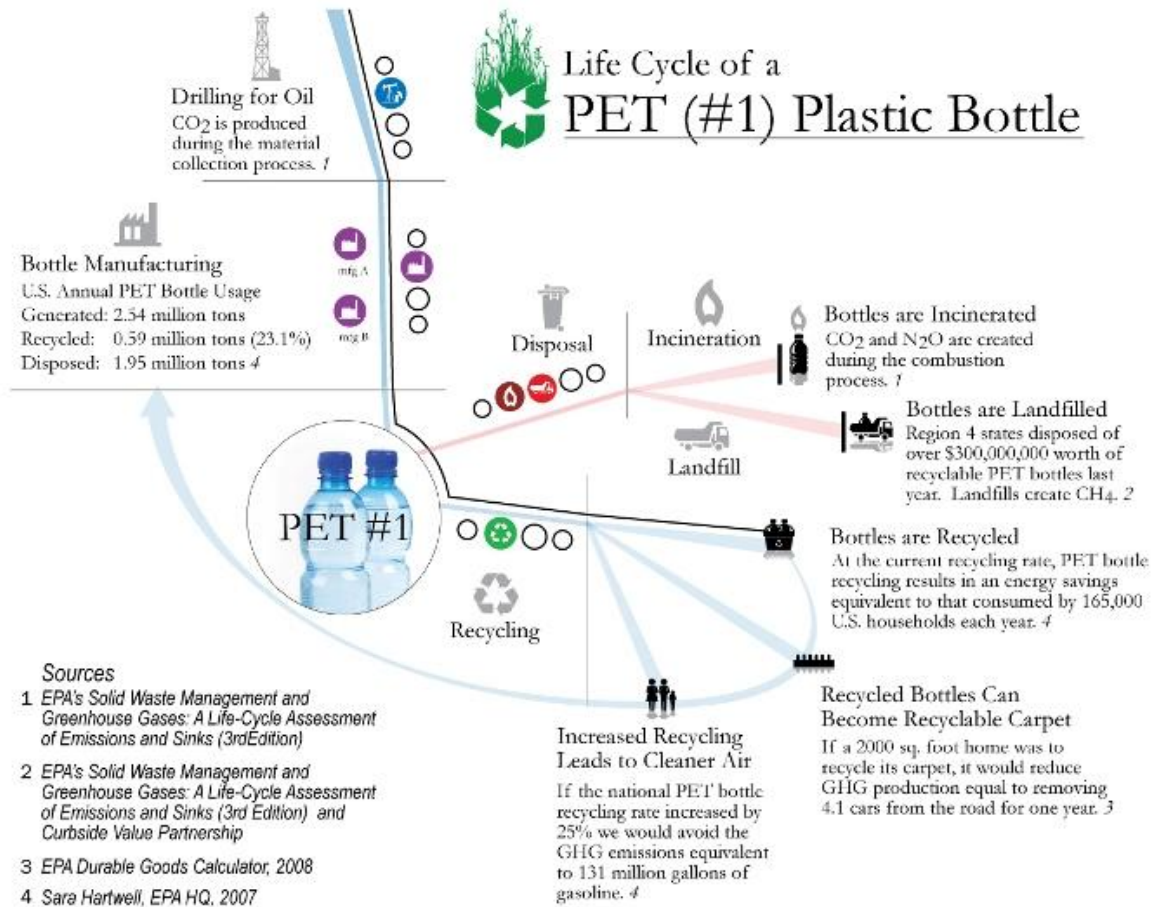 Life Cycle of a
PET (#1) Plastic Bottle
Drilling for Oil
CO2 is produced
during the material
collection process. 1
Bottle Manufacturing
U.S. Annual PET Bottle Usage
Generated: 2.54 million tons
Recycled: 0.59 million tons (23.1%)
Disposed: 1.95 million tons 4
mfg A
mfg B
Disposal
Incineration
Landfill
Bottles are Incinerated
CO2 and N2O are created
during the combustion
process. 1
Bottles are Landfilled
Region 4 states disposed of
over $300,000,000 worth of
recyclable PET bottles last
year. Landfills create CH4. 2
PET #1
Recycling
Bottles are Recycled
At the current recycling rate, PET bottle
recycling results in an energy savings
equivalent to that consumed by 165,000
U.S. households each year. 4
Recycled Bottles Can
Become Recyclable Carpet
If a 2000 sq. foot home was to
recycle its carpet, it would reduce
GHG production equal to removing
4.1 cars from the road for one year. 3
Increased Recycling
Leads to Cleaner Air
If the national PET bottle
recycling rate increased by
25% we would avoid the
GHG emissions equivalent
to 131 million gallons of
gasoline. 4
Sources
1 EPA's Solid Waste Management and
Greenhouse Gases: A Life-Cycle Assessment
of Emissions and Sinks (3rdEdition)
2 EPA's Solid Waste Management and
Greenhouse Gases: A Life-Cycle Assessment
of Emissions and Sinks (3rd Edition) and
Curbside Value Partnership
3 EPA Durable Goods Calculator, 2008
4 Sara Hartwell, EPA HQ, 2007